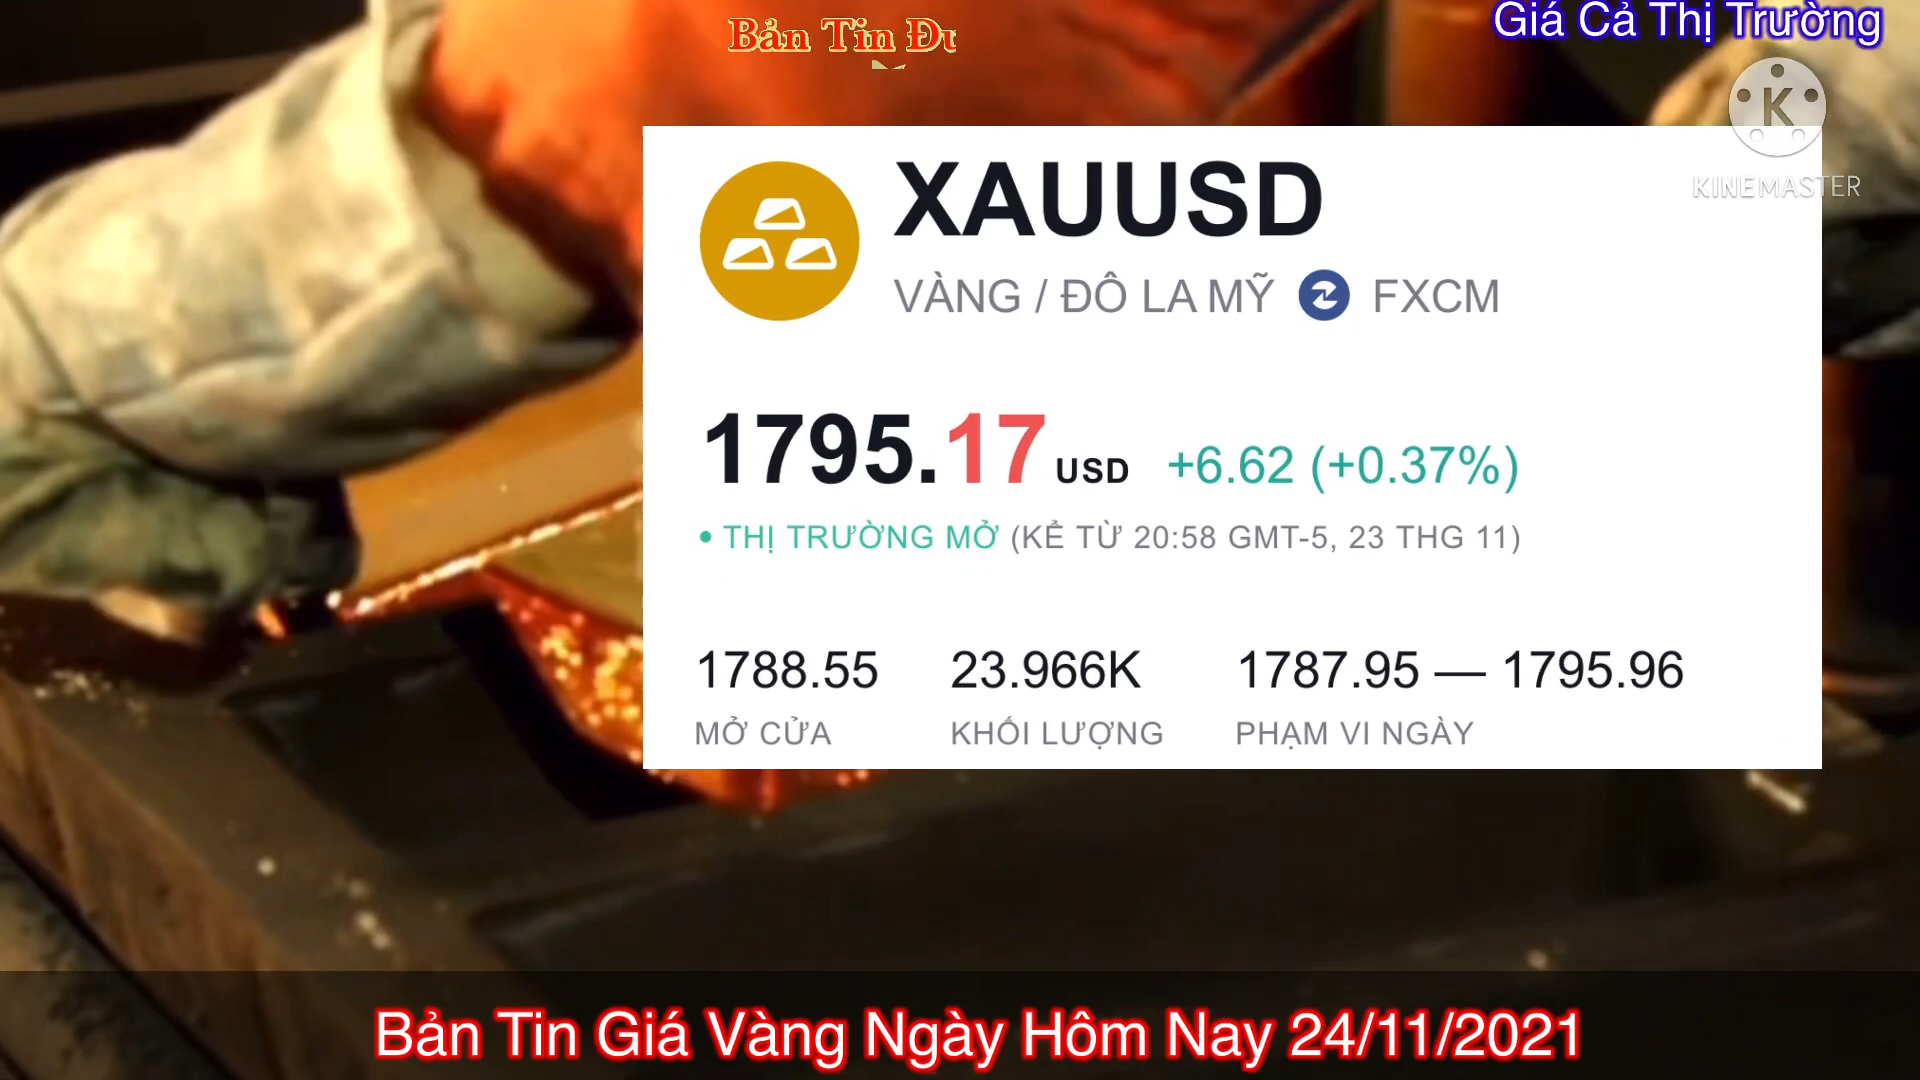 Bản Tin
Giá Cả Thị Trường
K
KINEMASTER
XAUUSD
VÀNG / ĐÔ LA MỸ FXCM
1795.17 USD +6.62 (+0.37%)
• THỊ TRƯỜNG MỞ (KỂ TỪ 20:58 GMT-5, 23 THG 11)
1788.55 23.966K 1787.95 — 1795.96
MỞ CỬA KHỐI LƯỢNG PHẠM VI NGÀY
Bản Tin Giá Vàng Ngày Hôm Nay 24/11/2021